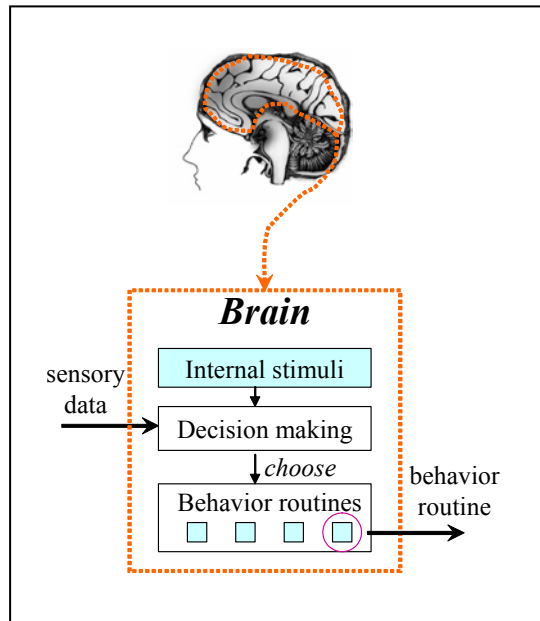 Brain
Internal stimuli
sensory
data
Decision making
choose
Behavior routines
behavior
routine